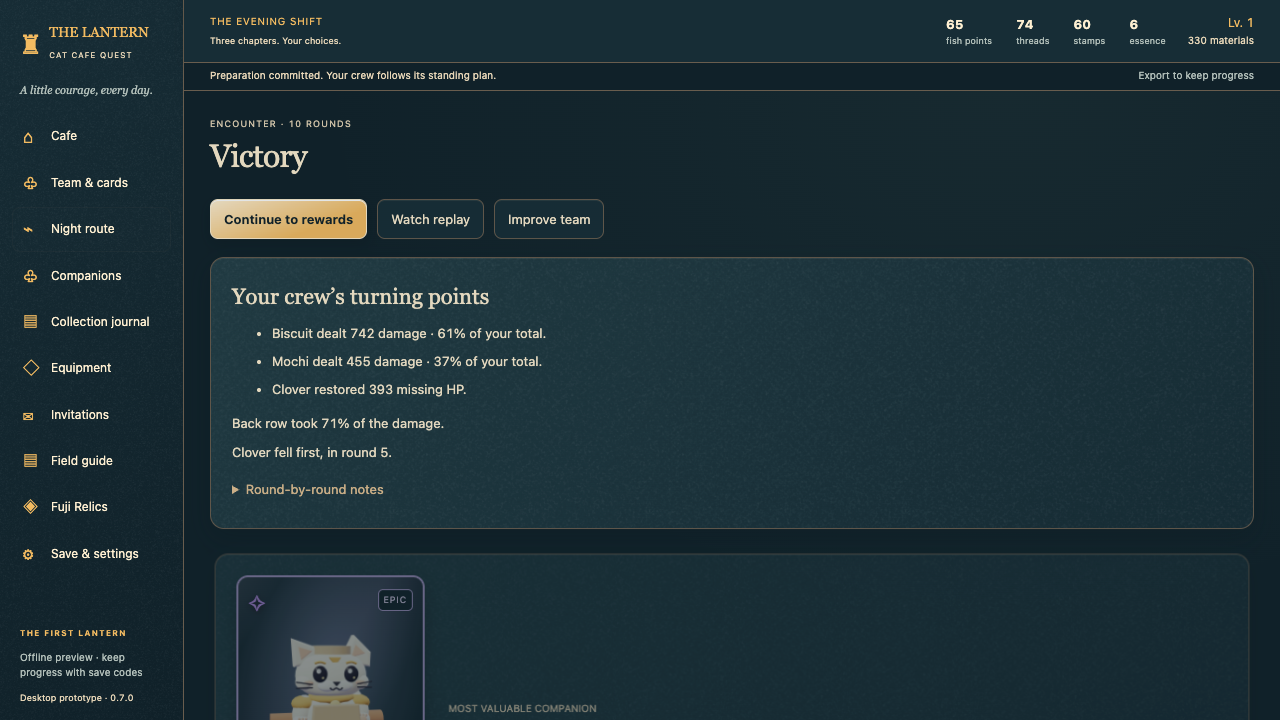 THE LANTERN
CAT CAFE QUEST
A little courage, every day.
Cafe
Team & cards
Night route
Companions
Collection journal
Equipment
Invitations
Field guide
Fuji Relics
Save & settings
THE FIRST LANTERN
Offline preview · keep
progress with save codes
Desktop prototype · 0.7.0
THE EVENING SHIFT
Three chapters. Your choices.
65
fish points
74
threads
60
stamps
6
essence
Lv. 1
330 materials
Preparation committed. Your crew follows its standing plan.
Export to keep progress
ENCOUNTER · 10 ROUNDS
Victory
Continue to rewards
Watch replay
Improve team
Your crew’s turning points
• Biscuit dealt 742 damage · 61% of your total.
• Mochi dealt 455 damage · 37% of your total.
• Clover restored 393 missing HP.
Back row took 71% of the damage.
Clover fell first, in round 5.
Round-by-round notes
EPIC
MOST VALUABLE COMPANION